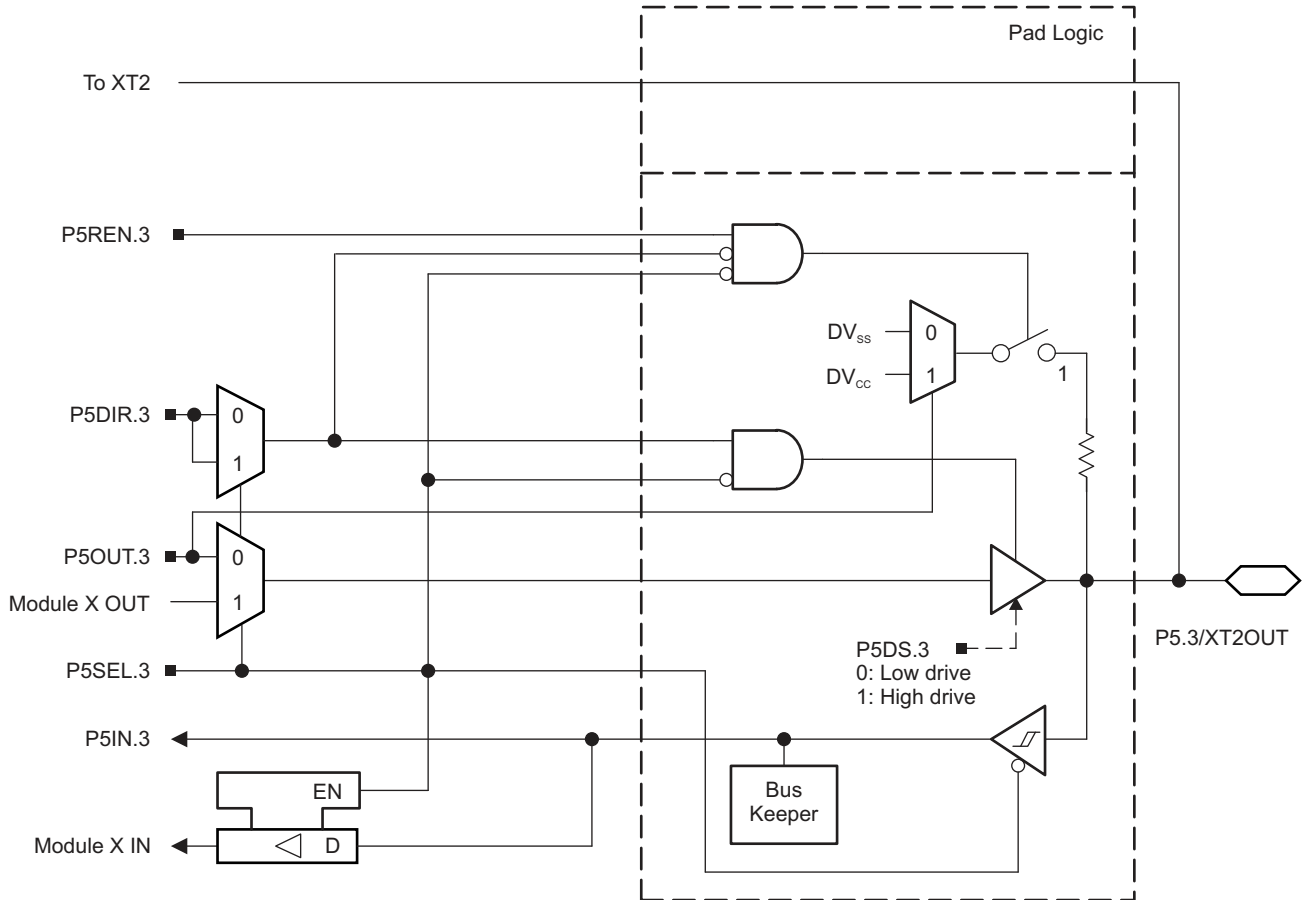 Pad Logic
To XT2
P5REN.3
DVSS
0
DVCC
1
1
P5DIR.3
0
1
P5OUT.3
0
Module X OUT
1
P5DS.3
0: Low drive
1: High drive
P5.3/XT2OUT
P5SEL.3
P5IN.3
EN
Bus
Keeper
Module X IN
D